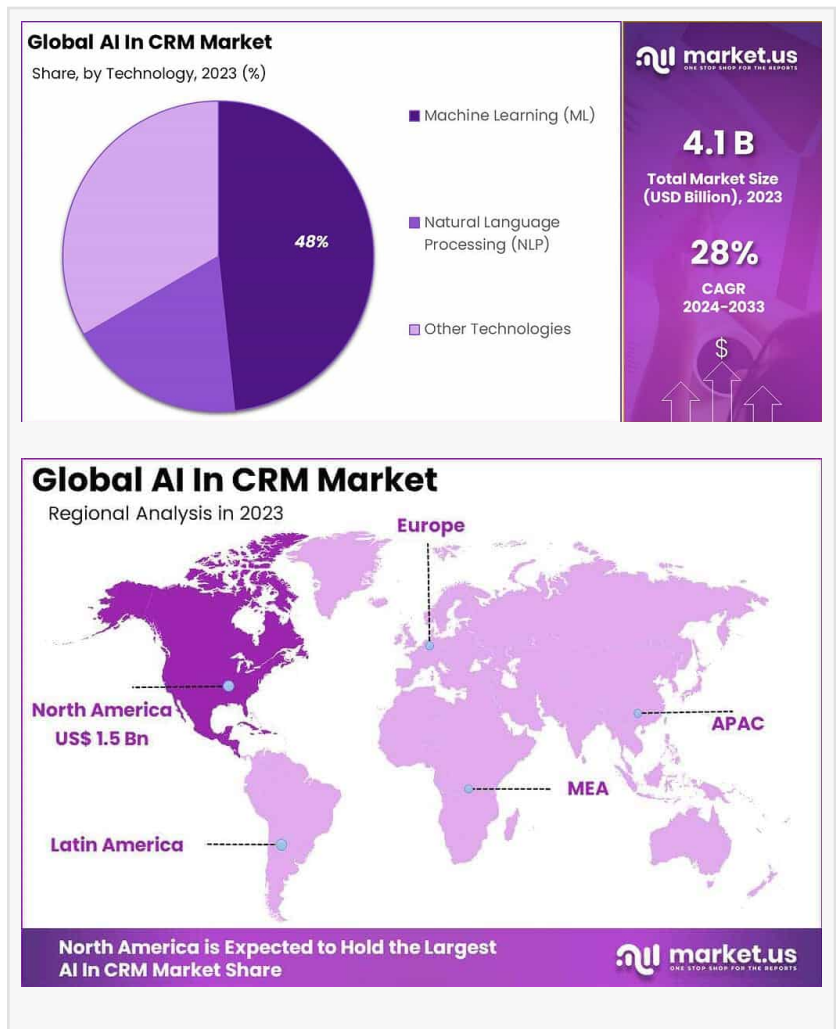 Global AI In CRM Market
Share, by Technology, 2023 (%)
48%
Machine Learning (ML)
Natural Language
Processing (NLP)
Other Technologies
market.us
ONE STOP SHOP FOR THE REPORTS
4.1 B
Total Market Size
(USD Billion), 2023
28%
CAGR
2024-2033
$
Global AI In CRM Market
Regional Analysis in 2023
Europe
North America
US$ 1.5 Bn
APAC
MEA
Latin America
North America is Expected to Hold the Largest
AI In CRM Market Share
market.us
ONE STOP SHOP FOR THE REPORTS